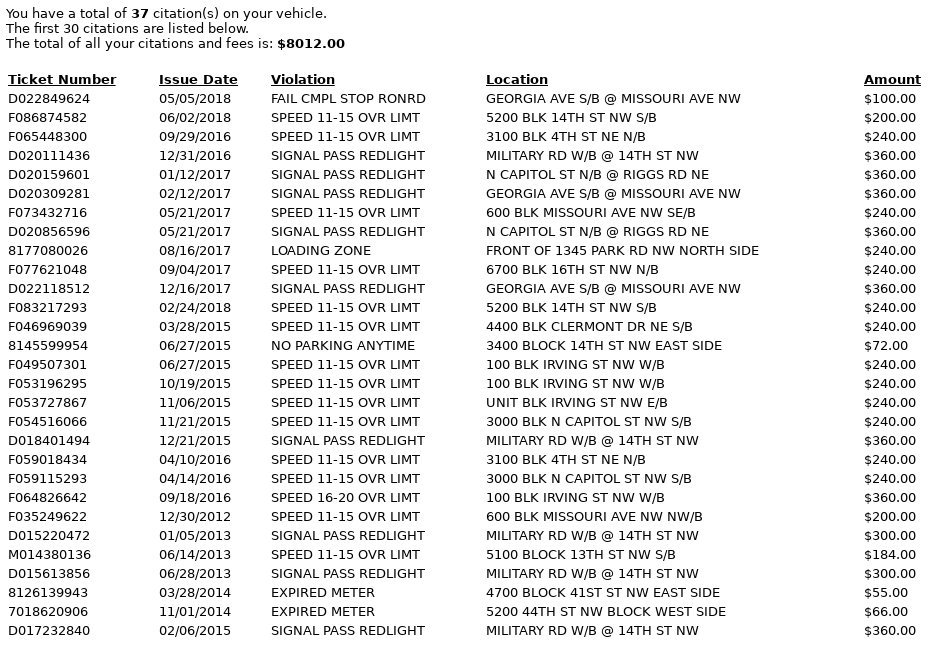 You have a total of 37 citation(s) on your vehicle.
The first 30 citations are listed below.
The total of all your citations and fees is: $8012.00
Ticket Number Issue Date Violation Location Amount
D022849624 05/05/2018 FAIL CMPL STOP RONRD GEORGIA AVE S/B @ MISSOURI AVE NW $100.00
F086874582 06/02/2018 SPEED 11-15 OVR LIMT 5200 BLK 14TH ST NW S/B $200.00
F065448300 09/29/2016 SPEED 11-15 OVR LIMT 3100 BLK 4TH ST NE N/B $240.00
D020111436 12/31/2016 SIGNAL PASS REDLIGHT MILITARY RD W/B @ 14TH ST NW $360.00
D020159601 01/12/2017 SIGNAL PASS REDLIGHT N CAPITOL ST N/B @ RIGGS RD NE $360.00
D020309281 02/12/2017 SIGNAL PASS REDLIGHT GEORGIA AVE S/B @ MISSOURI AVE NW $360.00
F073432716 05/21/2017 SPEED 11-15 OVR LIMT 600 BLK MISSOURI AVE NW SE/B $240.00
D020856596 05/21/2017 SIGNAL PASS REDLIGHT N CAPITOL ST N/B @ RIGGS RD NE $360.00
8177080026 08/16/2017 LOADING ZONE FRONT OF 1345 PARK RD NW NORTH SIDE $240.00
F077621048 09/04/2017 SPEED 11-15 OVR LIMT 6700 BLK 16TH ST NW N/B $240.00
D022118512 12/16/2017 SIGNAL PASS REDLIGHT GEORGIA AVE S/B @ MISSOURI AVE NW $360.00
F083217293 02/24/2018 SPEED 11-15 OVR LIMT 5200 BLK 14TH ST NW S/B $240.00
F046969039 03/28/2015 SPEED 11-15 OVR LIMT 4400 BLK CLERMONT DR NE S/B $240.00
8145599954 06/27/2015 NO PARKING ANYTIME 3400 BLOCK 14TH ST NW EAST SIDE $72.00
F049507301 06/27/2015 SPEED 11-15 OVR LIMT 100 BLK IRVING ST NW W/B $240.00
F053196295 10/19/2015 SPEED 11-15 OVR LIMT 100 BLK IRVING ST NW W/B $240.00
F053727867 11/06/2015 SPEED 11-15 OVR LIMT UNIT BLK IRVING ST NW E/B $240.00
F054516066 11/21/2015 SPEED 11-15 OVR LIMT 3000 BLK N CAPITOL ST NW S/B $240.00
D018401494 12/21/2015 SIGNAL PASS REDLIGHT MILITARY RD W/B @ 14TH ST NW $360.00
F059018434 04/10/2016 SPEED 11-15 OVR LIMT 3100 BLK 4TH ST NE N/B $240.00
F059115293 04/14/2016 SPEED 11-15 OVR LIMT 3000 BLK N CAPITOL ST NW S/B $240.00
F064826642 09/18/2016 SPEED 16-20 OVR LIMT 100 BLK IRVING ST NW W/B $360.00
F035249622 12/30/2012 SPEED 11-15 OVR LIMT 600 BLK MISSOURI AVE NW NW/B $200.00
D015220472 01/05/2013 SIGNAL PASS REDLIGHT MILITARY RD W/B @ 14TH ST NW $300.00
M014380136 06/14/2013 SPEED 11-15 OVR LIMT 5100 BLOCK 13TH ST NW S/B $184.00
D015613856 06/28/2013 SIGNAL PASS REDLIGHT MILITARY RD W/B @ 14TH ST NW $300.00
8126139943 03/28/2014 EXPIRED METER 4700 BLOCK 41ST ST NW EAST SIDE $55.00
7018620906 11/01/2014 EXPIRED METER 5200 44TH ST NW BLOCK WEST SIDE $66.00
D017232840 02/06/2015 SIGNAL PASS REDLIGHT MILITARY RD W/B @ 14TH ST NW $360.00